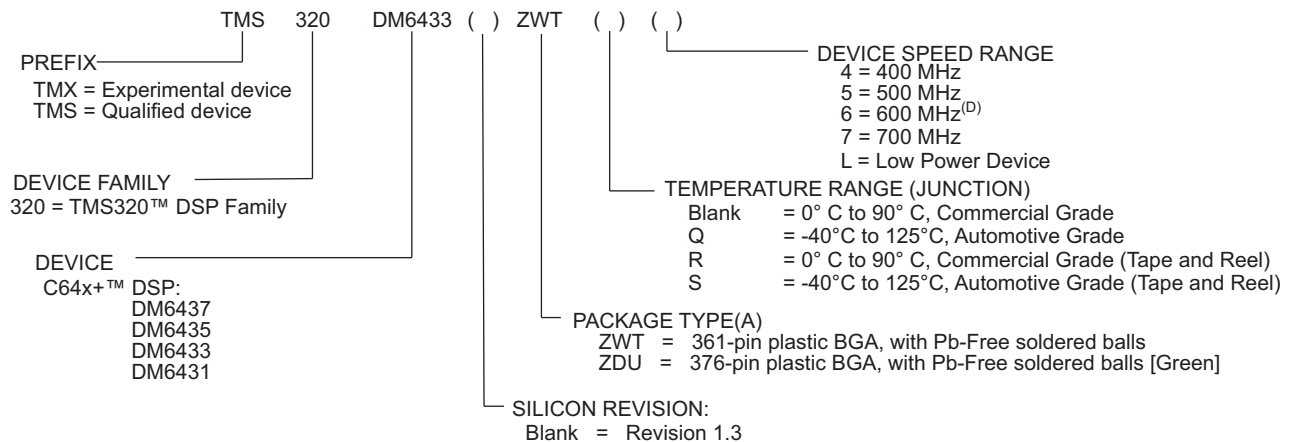 TMS 320 DM6433 ( ) ZWT ( ) ( )
PREFIX
TMX = Experimental device
TMS = Qualified device
DEVICE SPEED RANGE
4 = 400 MHz
5 = 500 MHz
6 = 600 MHz(D)
7 = 700 MHz
L = Low Power Device
DEVICE FAMILY
320 = TMS320™ DSP Family
TEMPERATURE RANGE (JUNCTION)
Blank = 0° C to 90° C, Commercial Grade
Q = -40°C to 125°C, Automotive Grade
R = 0° C to 90° C, Commercial Grade (Tape and Reel)
S = -40°C to 125°C, Automotive Grade (Tape and Reel)
DEVICE
C64x+™ DSP:
DM6437
DM6435
DM6433
DM6431
PACKAGE TYPE(A)
ZWT = 361-pin plastic BGA, with Pb-Free soldered balls
ZDU = 376-pin plastic BGA, with Pb-Free soldered balls [Green]
SILICON REVISION:
Blank = Revision 1.3